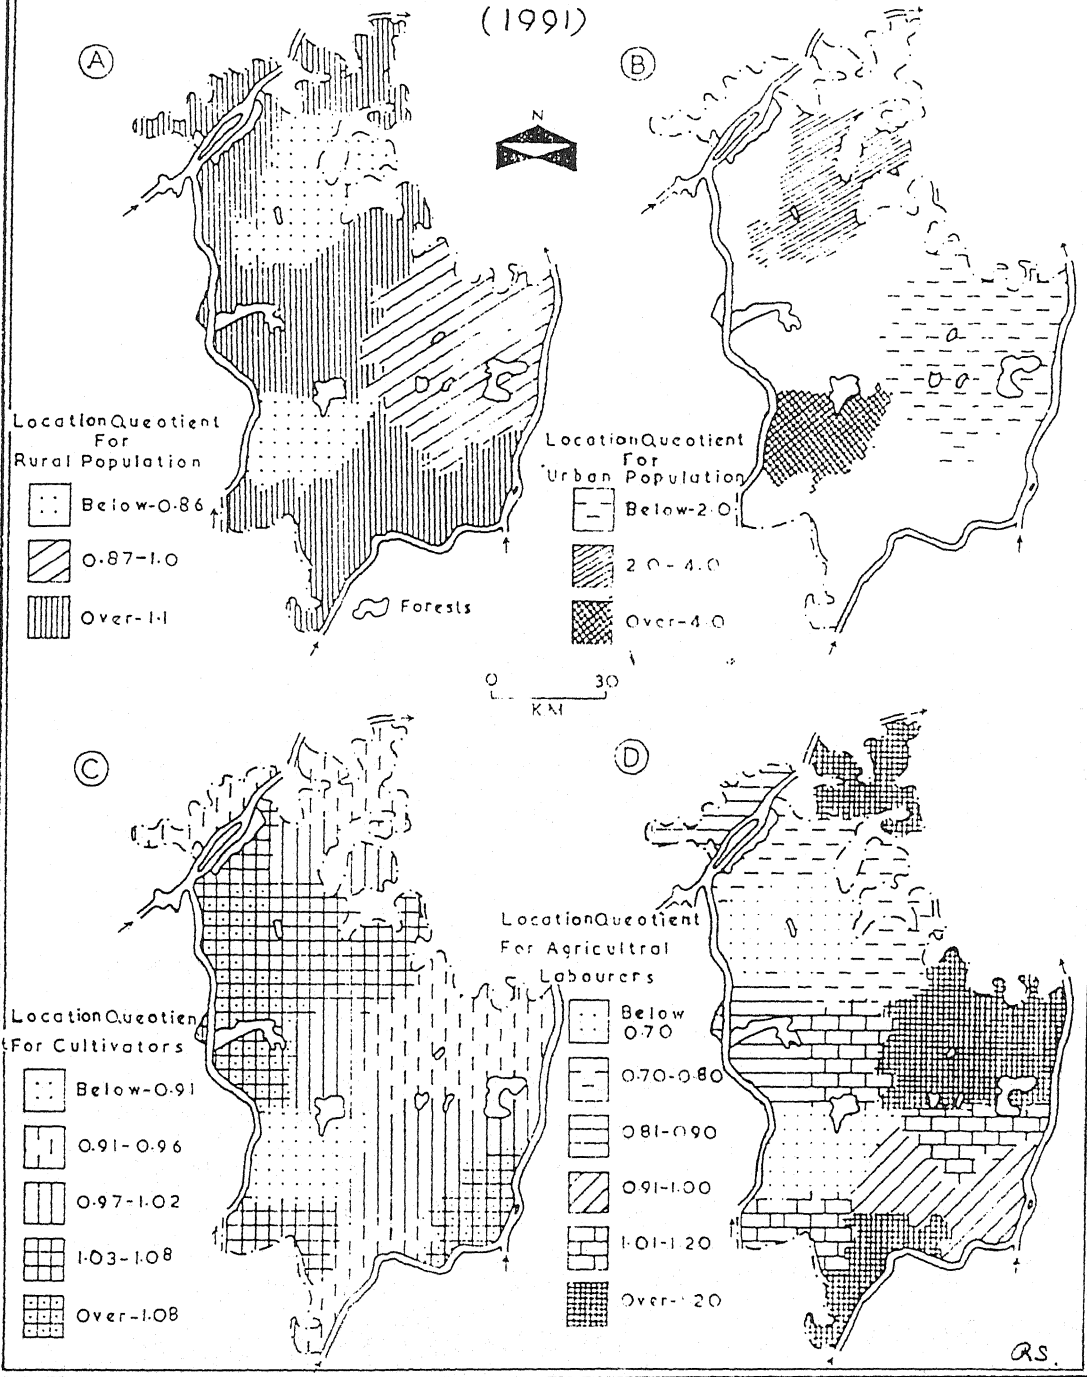 (1991)
A
B
N
Location Queotient
For
Rural Population
Below-0.86
0.87-1.0
Over-1.1
Forests
Location Queotient
For
Urban Population
Below-2.0
2.0-4.0
Over-4.0
0 30
KM
C
D
Location Queotien
t For Cultivators
Below-0.91
0.91-0.96
0.97-1.02
1.03-1.08
Over-1.08
Location Queotient
For Agricultral
Labourers
Below
0.70
0.70-0.80
0.81-0.90
0.91-1.00
1.01-1.20
Over-1.20
RS.